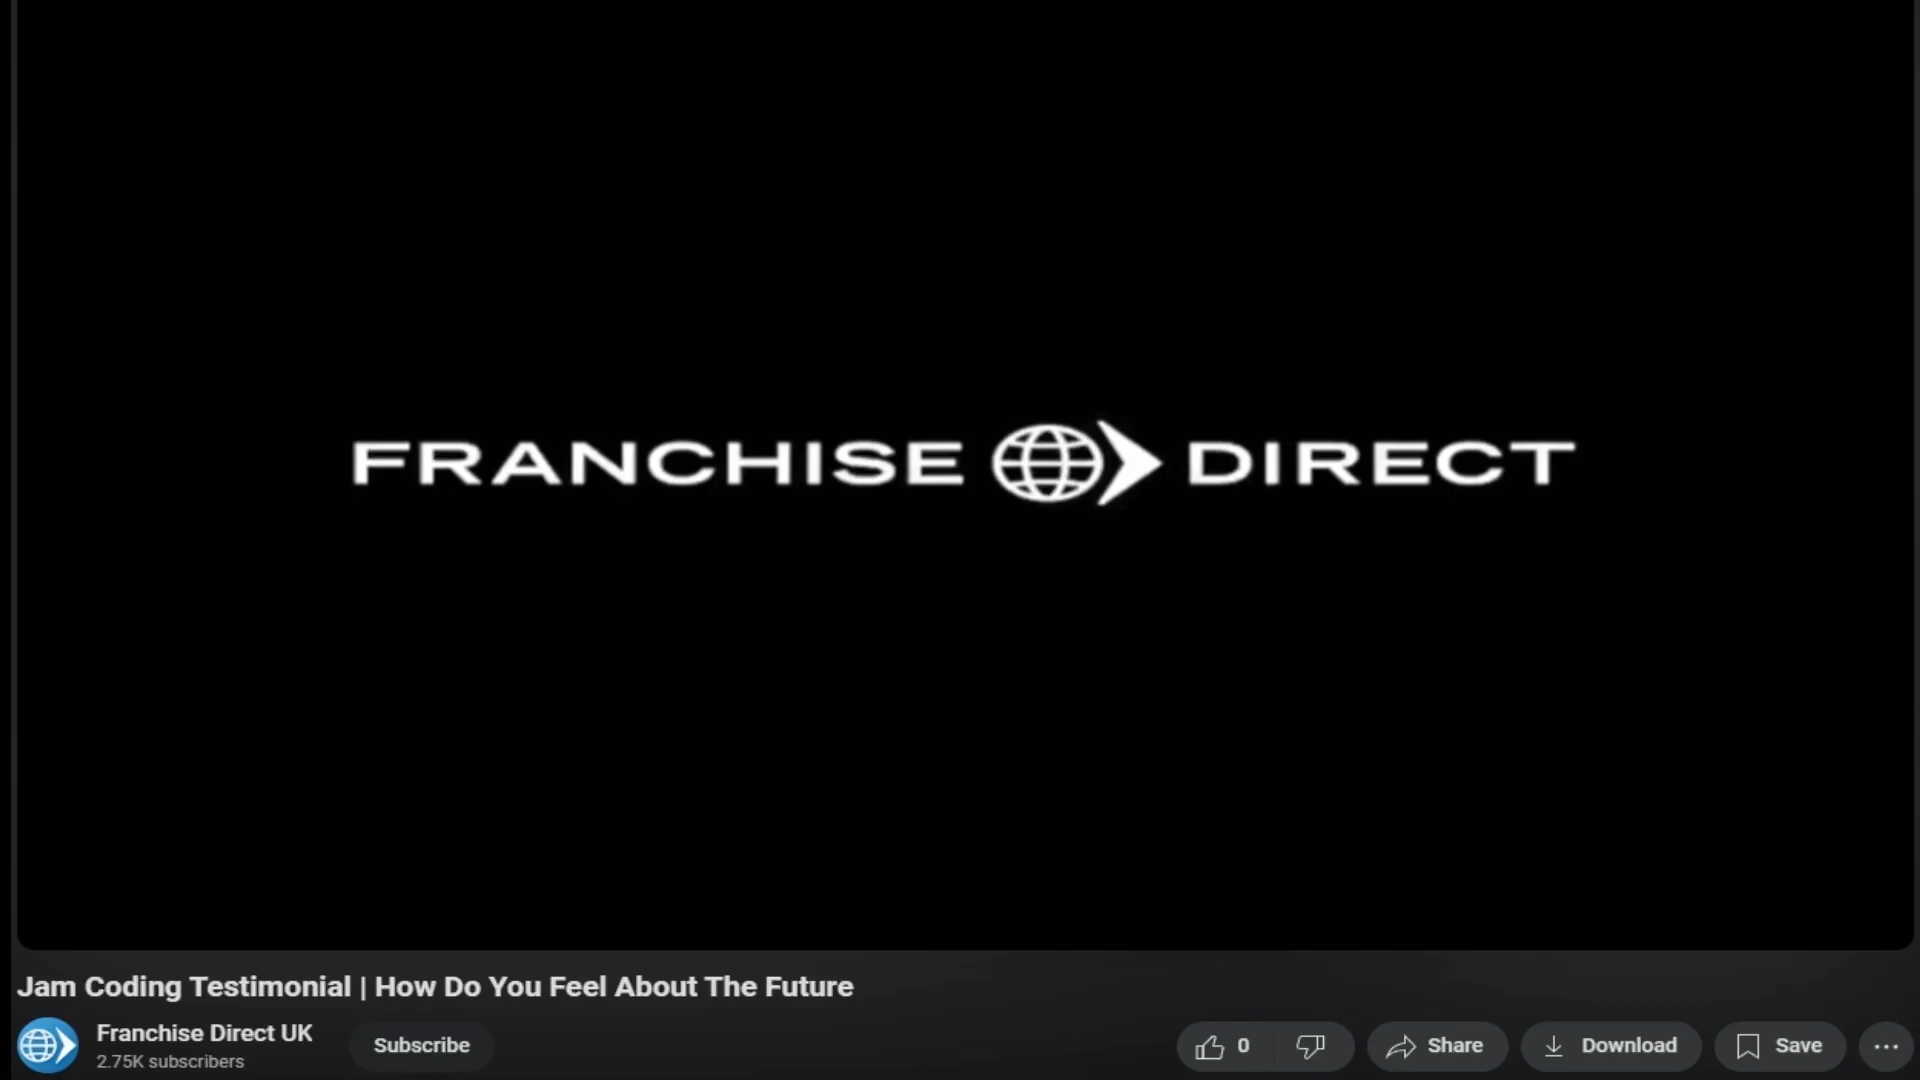 FRANCHISE DIRECT
Jam Coding Testimonial | How Do You Feel About The Future
Franchise Direct UK
2.75K subscribers
Subscribe
0
Share
Download
Save